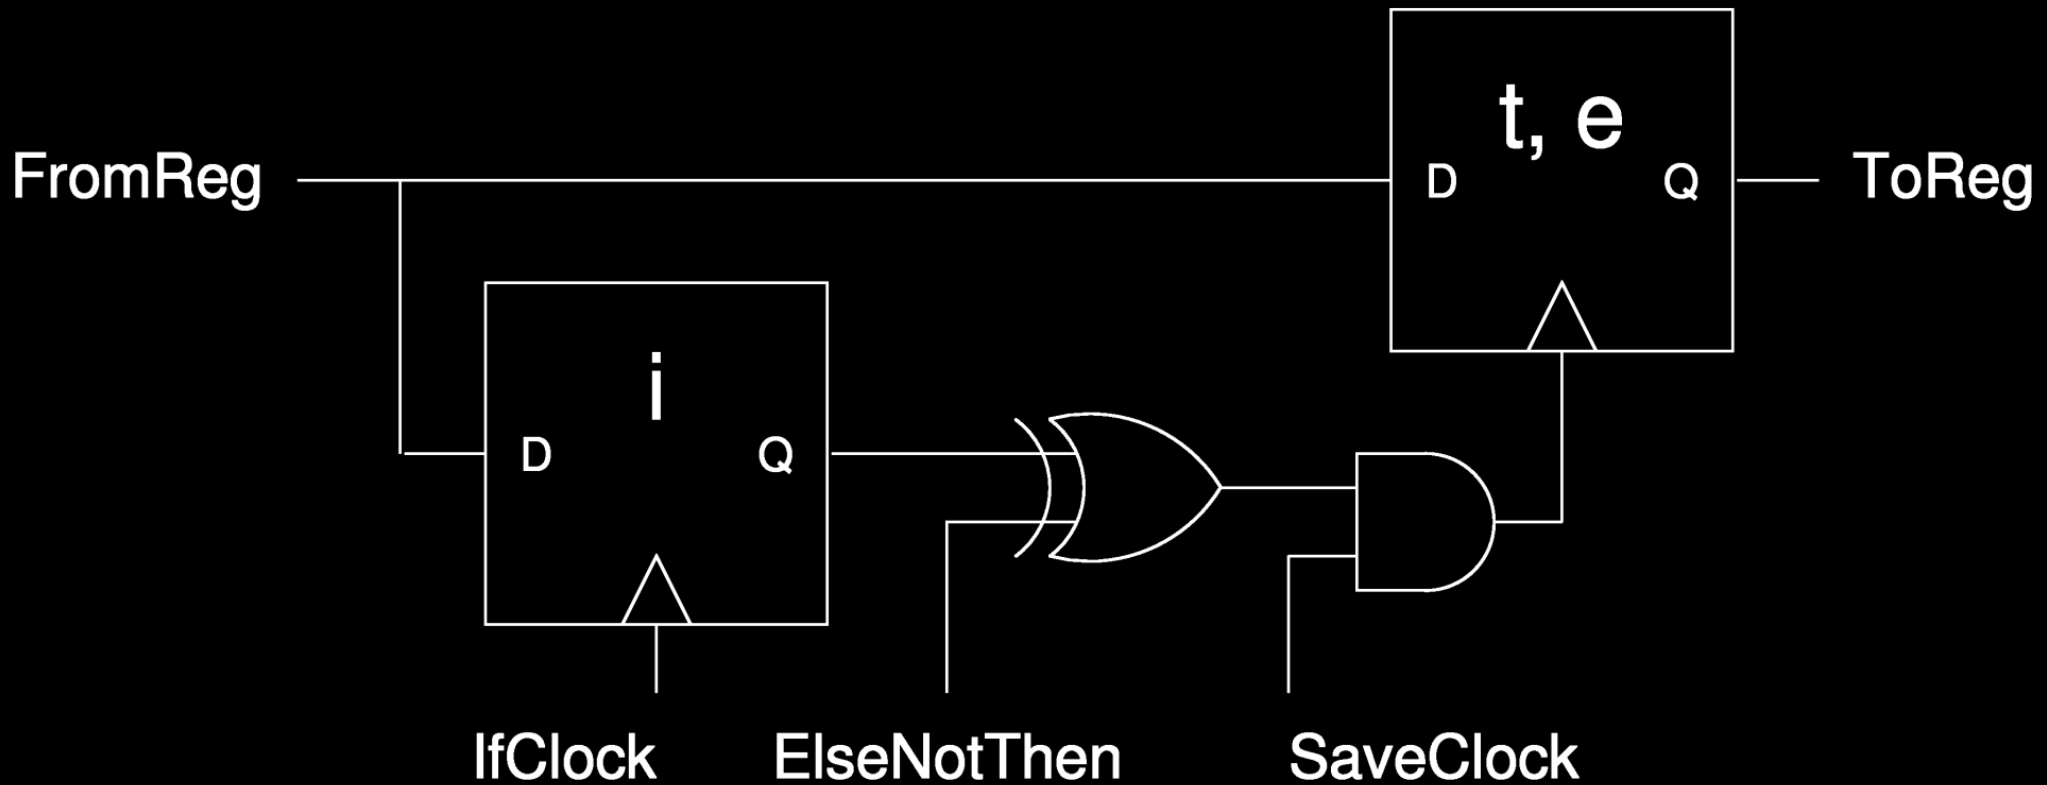 t, e
FromReg
D
Q
ToReg
i
D
Q
IfClock
ElseNotThen
SaveClock